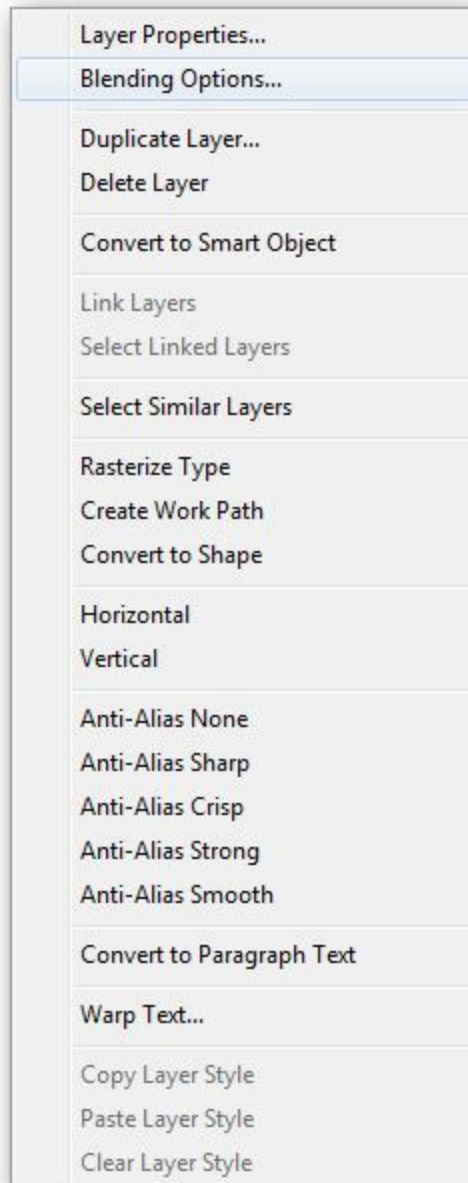 Layer Properties...
Blending Options...
Duplicate Layer...
Delete Layer
Convert to Smart Object
Link Layers
Select Linked Layers
Select Similar Layers
Rasterize Type
Create Work Path
Convert to Shape
Horizontal
Vertical
Anti-Alias None
Anti-Alias Sharp
Anti-Alias Crisp
Anti-Alias Strong
Anti-Alias Smooth
Convert to Paragraph Text
Warp Text...
Copy Layer Style
Paste Layer Style
Clear Layer Style